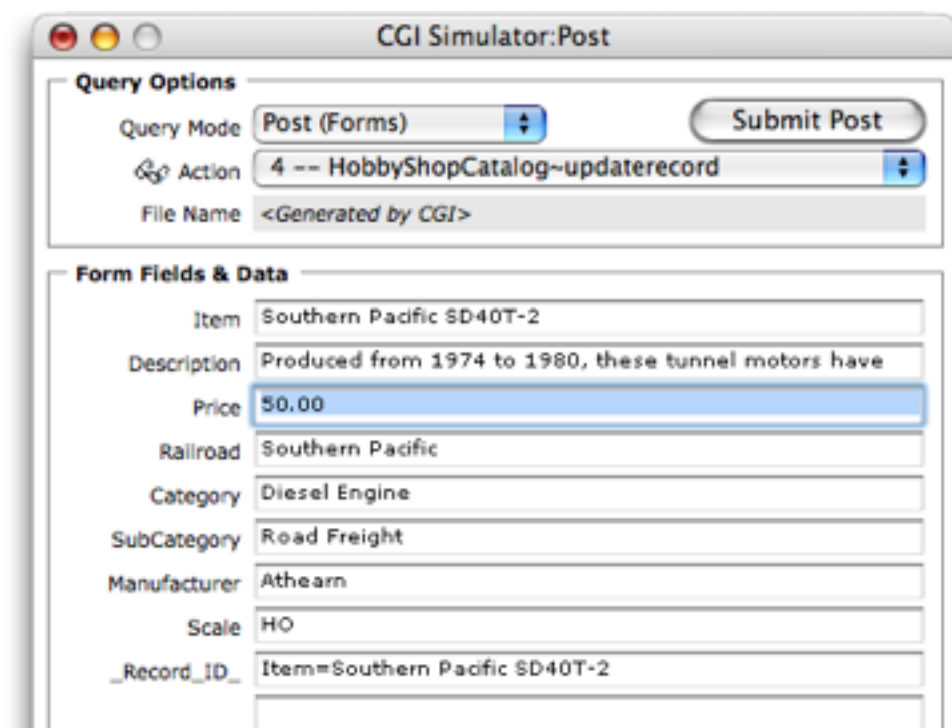 CGI Simulator:Post
Query Options
Query Mode Post (Forms) Submit Post
Action 4 -- HobbyShopCatalog~updaterecord
File Name <Generated by CGI>
Form Fields & Data
Item Southern Pacific SD40T-2
Description Produced from 1974 to 1980, these tunnel motors have
Price 50.00
Railroad Southern Pacific
Category Diesel Engine
SubCategory Road Freight
Manufacturer Athearn
Scale HO
_Record_ID_ Item=Southern Pacific SD40T-2